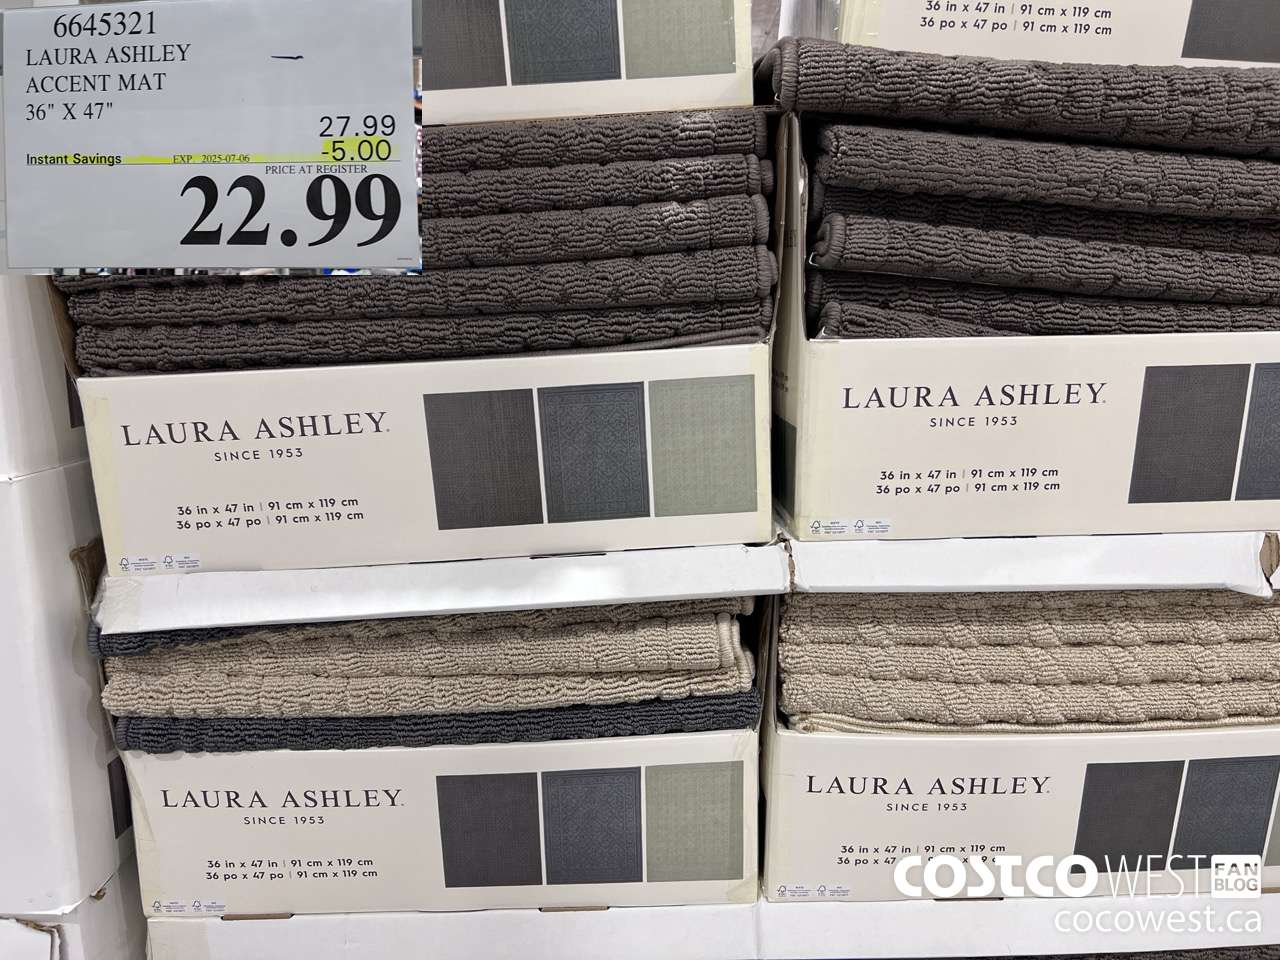 6645321
LAURA ASHLEY
ACCENT MAT
36" X 47"
27.99
Instant Savings EXP 2025-07-06 -5.00
PRICE AT REGISTER
22.99
36 in x 47 in | 91 cm x 119 cm
36 po x 47 po | 91 cm x 119 cm
LAURA ASHLEY
SINCE 1953
36 in x 47 in | 91 cm x 119 cm
36 po x 47 po | 91 cm x 119 cm
LAURA ASHLEY
SINCE 1953
36 in x 47 in | 91 cm x 119 cm
36 po x 47 po | 91 cm x 119 cm
LAURA ASHLEY
SINCE 1953
36 in x 47 in | 91 cm x 119 cm
36 po x 47 po | 91 cm x 119 cm
LAURA ASHLEY
SINCE 1953
36 in x 47 in | 91 cm x 119 cm
36 po x 47
COSTCO WEST FAN BLOG
cocowest.ca